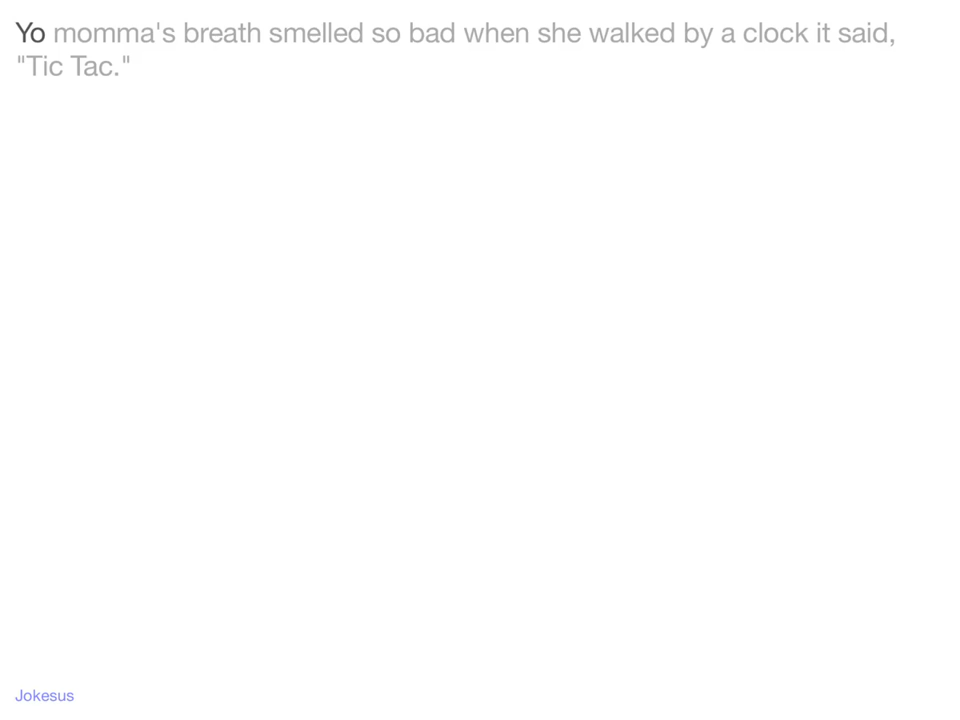 Yo momma's breath smelled so bad when she walked by a clock it said,
"Tic Tac."
Jokesus